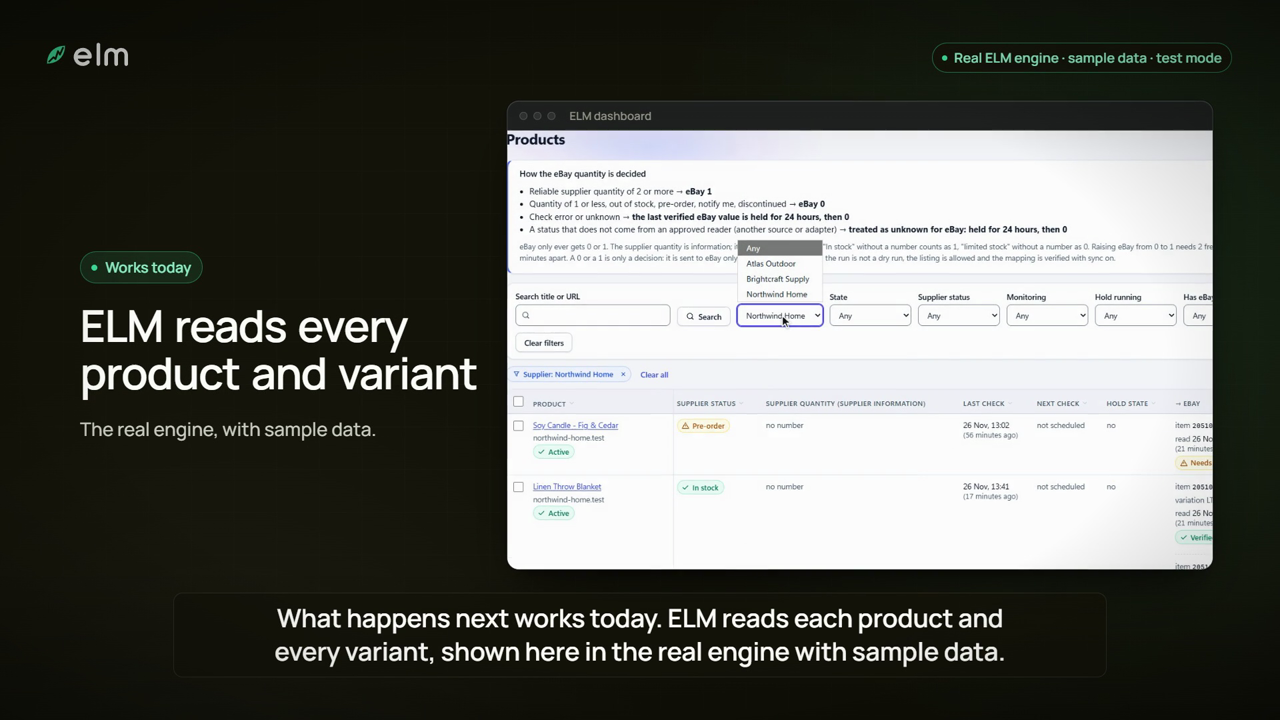 elm
Real ELM engine · sample data · test mode
Works today
ELM reads every
product and variant
The real engine, with sample data.
ELM dashboard
Products
How the eBay quantity is decided
• Reliable supplier quantity of 2 or more → eBay 1
• Quantity of 1 or less, out of stock, pre-order, notify me, discontinued → eBay 0
• Check error or unknown → the last verified eBay value is held for 24 hours, then 0
• A status that does not come from an approved reader (another source or adapter) → treated as unknown for eBay: held for 24 hours, then 0
eBay only ever gets 0 or 1. The supplier quantity is information; "In stock" without a number counts as 1, "limited stock" without a number as 0. Raising eBay from 0 to 1 needs 2
minutes apart. A 0 or a 1 is only a decision: it is sent to eBay only the run is not a dry run, the listing is allowed and the mapping is verified with sync on.
Any
Atlas Outdoor
Brightcraft Supply
Northwind Home
Search title or URL
State
Supplier status
Monitoring
Hold running
Has
Search
Northwind Home
Any
Any
Any
Any
Any
Clear filters
Supplier: Northwind Home ×
Clear all
PRODUCT
SUPPLIER STATUS
SUPPLIER QUANTITY (SUPPLIER INFORMATION)
LAST CHECK
NEXT CHECK
HOLD STATE
→ EBAY
Soy Candle - Fig & Cedar
northwind-home.test
Active
Pre-order
no number
26 Nov, 13:02
(56 minutes ago)
not scheduled
no
item 20510
read 26 No
(21 minutes
Needs
Linen Throw Blanket
northwind-home.test
Active
In stock
no number
26 Nov, 13:41
(17 minutes ago)
not scheduled
no
item 20510
variation LT
read 26 No
(21 minutes
Verifie
item 2051
What happens next works today. ELM reads each product and
every variant, shown here in the real engine with sample data.